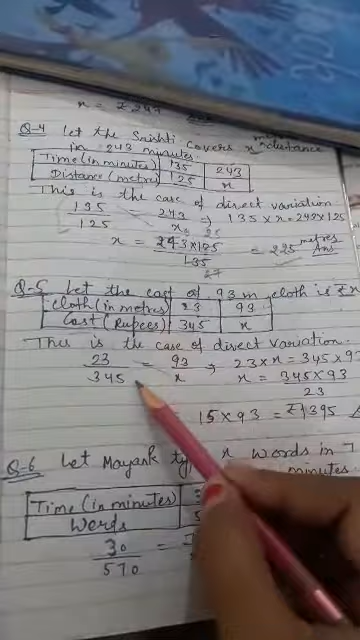 x = ₹ 297
Q-4 Let the Srishti covers x metres distance
in 243 minutes.
Time (in minutes) 135 243
Distance (metres) 125 x
This is the case of direct variation
135 243 → 135 × x = 243 × 125
125 x
x = 243 × 125 = 225 metres Ans
135
27
Q-5 Let the cost of 93 m cloth is ₹ x
Cloth (in metres) 23 93
Cost (Rupees) 345 x
This is the case of direct variation.
23 = 93 → 23 × x = 345 × 93
345 x x = 345 × 93
23
15 × 93 = ₹ 1395
Q-6 Let Mayank x words in 7
minutes.
Time (in minutes)
Words
30 =
570